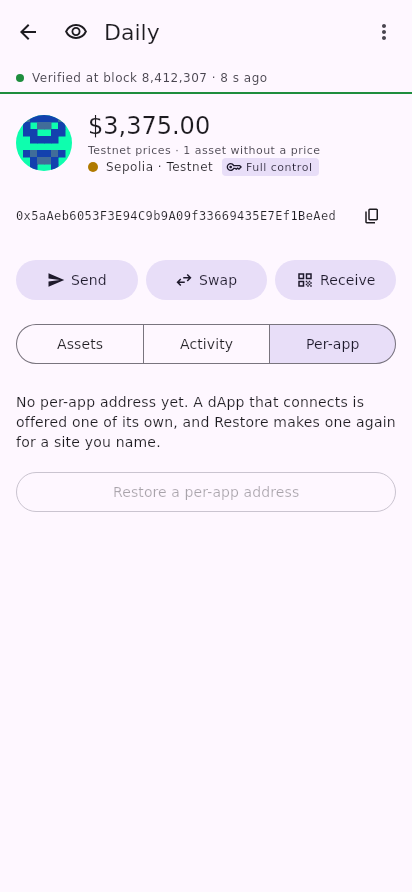 Daily
Verified at block 8,412,307 · 8 s ago
$3,375.00
Testnet prices · 1 asset without a price
Sepolia · Testnet
Full control
0x5aAeb6053F3E94C9b9A09f33669435E7Ef1BeAed
Send
Swap
Receive
Assets
Activity
Per-app
No per-app address yet. A dApp that connects is
offered one of its own, and Restore makes one again
for a site you name.
Restore a per-app address